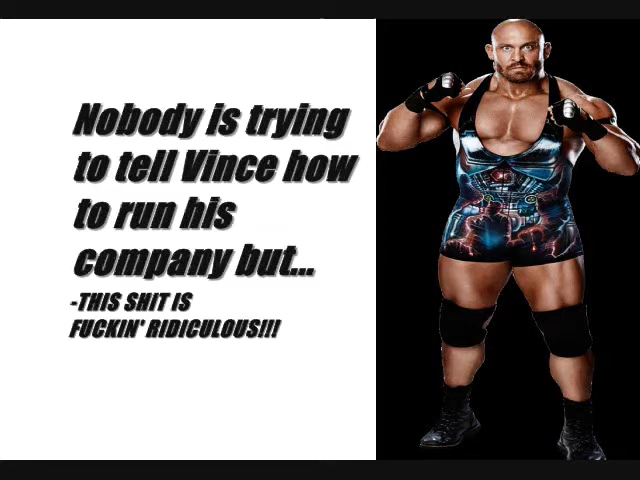 Nobody is trying
to tell Vince how
to run his
company but...
-THIS SHIT IS
FUCKIN' RIDICULOUS!!!